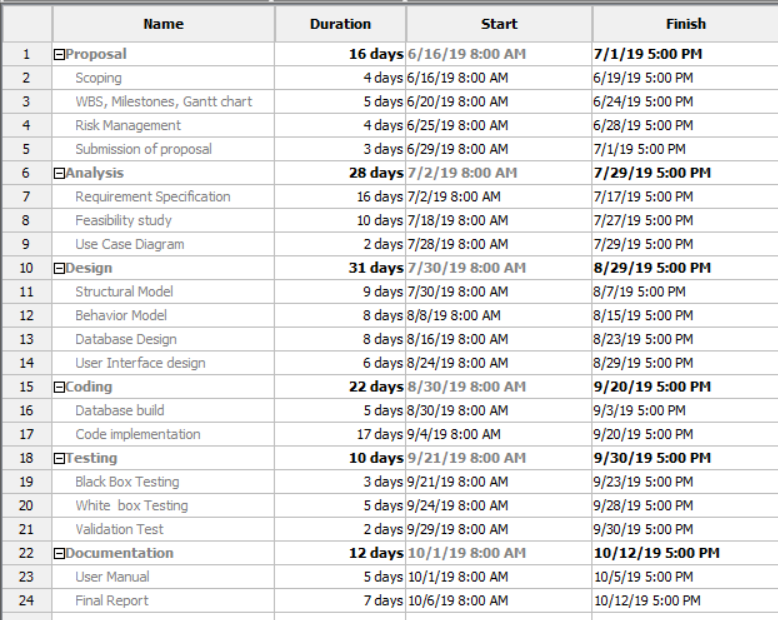 Name Duration Start Finish
1 Proposal 16 days 6/16/19 8:00 AM 7/1/19 5:00 PM
2 Scoping 4 days 6/16/19 8:00 AM 6/19/19 5:00 PM
3 WBS, Milestones, Gantt chart 5 days 6/20/19 8:00 AM 6/24/19 5:00 PM
4 Risk Management 4 days 6/25/19 8:00 AM 6/28/19 5:00 PM
5 Submission of proposal 3 days 6/29/19 8:00 AM 7/1/19 5:00 PM
6 Analysis 28 days 7/2/19 8:00 AM 7/29/19 5:00 PM
7 Requirement Specification 16 days 7/2/19 8:00 AM 7/17/19 5:00 PM
8 Feasibility study 10 days 7/18/19 8:00 AM 7/27/19 5:00 PM
9 Use Case Diagram 2 days 7/28/19 8:00 AM 7/29/19 5:00 PM
10 Design 31 days 7/30/19 8:00 AM 8/29/19 5:00 PM
11 Structural Model 9 days 7/30/19 8:00 AM 8/7/19 5:00 PM
12 Behavior Model 8 days 8/8/19 8:00 AM 8/15/19 5:00 PM
13 Database Design 8 days 8/16/19 8:00 AM 8/23/19 5:00 PM
14 User Interface design 6 days 8/24/19 8:00 AM 8/29/19 5:00 PM
15 Coding 22 days 8/30/19 8:00 AM 9/20/19 5:00 PM
16 Database build 5 days 8/30/19 8:00 AM 9/3/19 5:00 PM
17 Code implementation 17 days 9/4/19 8:00 AM 9/20/19 5:00 PM
18 Testing 10 days 9/21/19 8:00 AM 9/30/19 5:00 PM
19 Black Box Testing 3 days 9/21/19 8:00 AM 9/23/19 5:00 PM
20 White box Testing 5 days 9/24/19 8:00 AM 9/28/19 5:00 PM
21 Validation Test 2 days 9/29/19 8:00 AM 9/30/19 5:00 PM
22 Documentation 12 days 10/1/19 8:00 AM 10/12/19 5:00 PM
23 User Manual 5 days 10/1/19 8:00 AM 10/5/19 5:00 PM
24 Final Report 7 days 10/6/19 8:00 AM 10/12/19 5:00 PM